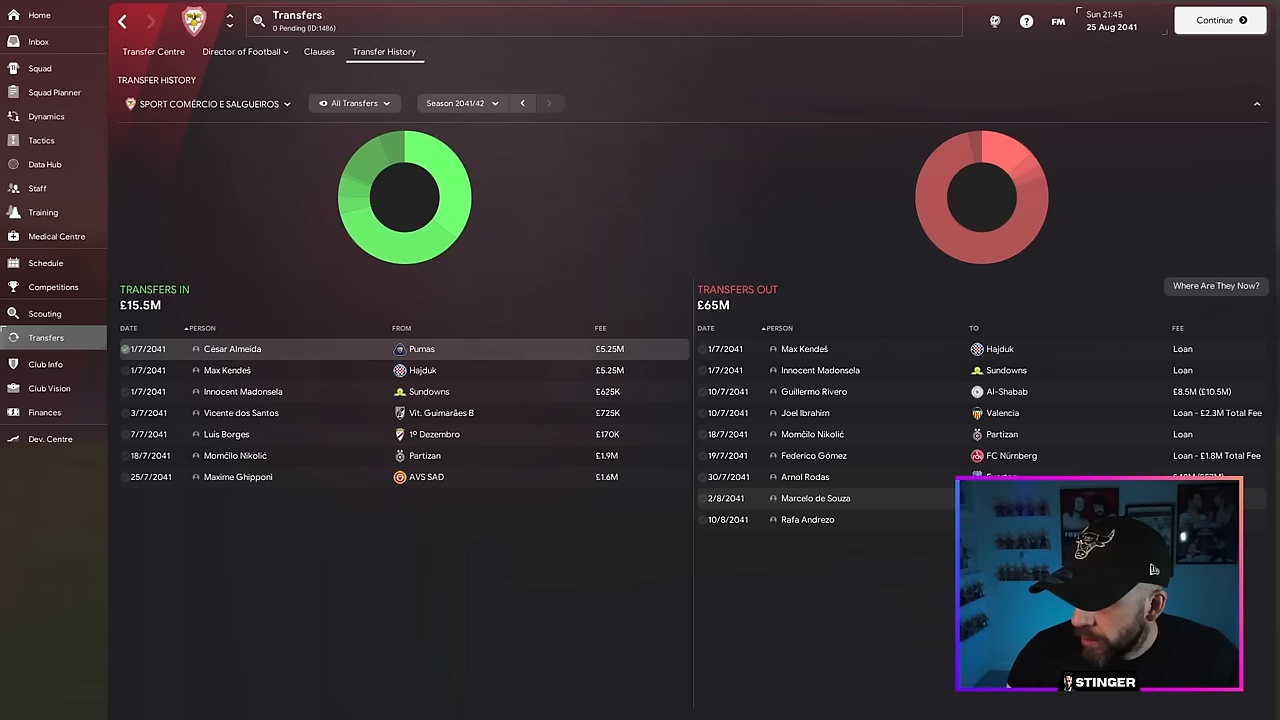 Home
Inbox
Squad
Squad Planner
Dynamics
Tactics
Data Hub
Staff
Training
Medical Centre
Schedule
Competitions
Scouting
Transfers
Club Info
Club Vision
Finances
Dev. Centre
Transfers
0 Pending (ID:1486)
FM
Sun 21:45
25 Aug 2041
Continue
Transfer Centre Director of Football Clauses Transfer History
TRANSFER HISTORY
SPORT COMÉRCIO E SALGUEIROS All Transfers Season 2041/42
TRANSFERS IN
£15.5M
DATE PERSON FROM FEE
1/7/2041 César Almeida Pumas £5.25M
1/7/2041 Max Kendeš Hajduk £5.25M
1/7/2041 Innocent Madonsela Sundowns £625K
3/7/2041 Vicente dos Santos Vit. Guimarães B £725K
7/7/2041 Luís Borges 1º Dezembro £170K
18/7/2041 Momčilo Nikolić Partizan £1.9M
25/7/2041 Maxime Ghipponi AVS SAD £1.6M
TRANSFERS OUT
£65M
Where Are They Now?
DATE PERSON TO FEE
1/7/2041 Max Kendeš Hajduk Loan
1/7/2041 Innocent Madonsela Sundowns Loan
10/7/2041 Guillermo Rivero Al-Shabab £8.5M (£10.5M)
10/7/2041 Joel Ibrahim Valencia Loan - £2.3M Total Fee
18/7/2041 Momčilo Nikolić Partizan Loan
19/7/2041 Federico Gómez FC Nürnberg Loan - £1.8M Total Fee
30/7/2041 Arnol Rodas
2/8/2041 Marcelo de Souza
10/8/2041 Rafa Andrezo
STINGER